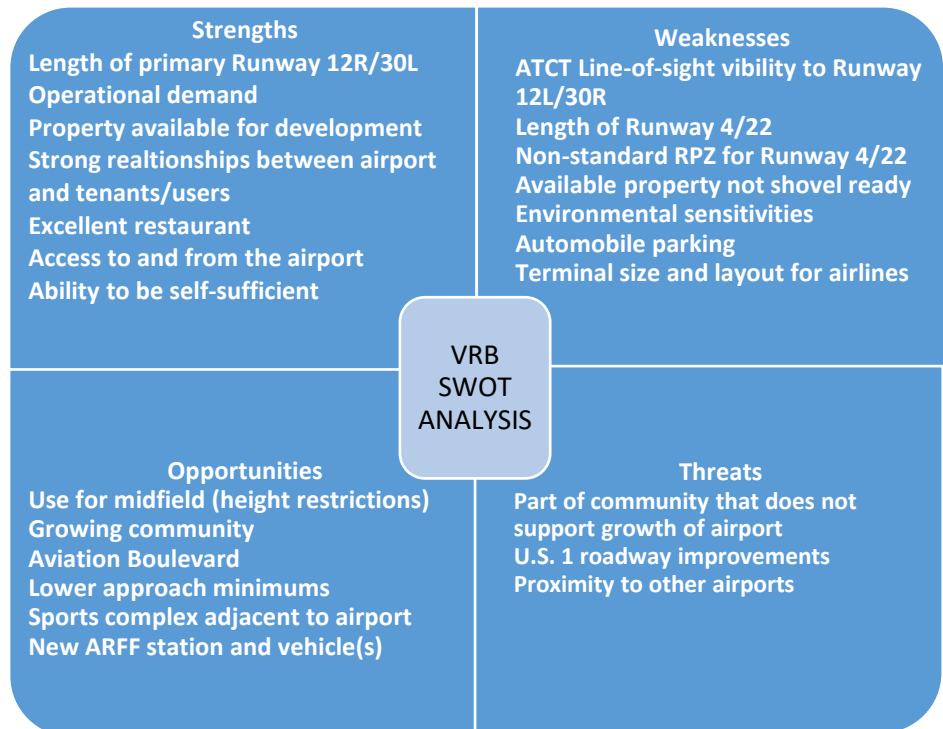 Strengths
Length of primary Runway 12R/30L
Operational demand
Property available for development
Strong realtionships between airport
and tenants/users
Excellent restaurant
Access to and from the airport
Ability to be self-sufficient
Weaknesses
ATCT Line-of-sight vibility to Runway
12L/30R
Length of Runway 4/22
Non-standard RPZ for Runway 4/22
Available property not shovel ready
Environmental sensitivities
Automobile parking
Terminal size and layout for airlines
VRB
SWOT
ANALYSIS
Opportunities
Use for midfield (height restrictions)
Growing community
Aviation Boulevard
Lower approach minimums
Sports complex adjacent to airport
New ARFF station and vehicle(s)
Threats
Part of community that does not
support growth of airport
U.S. 1 roadway improvements
Proximity to other airports